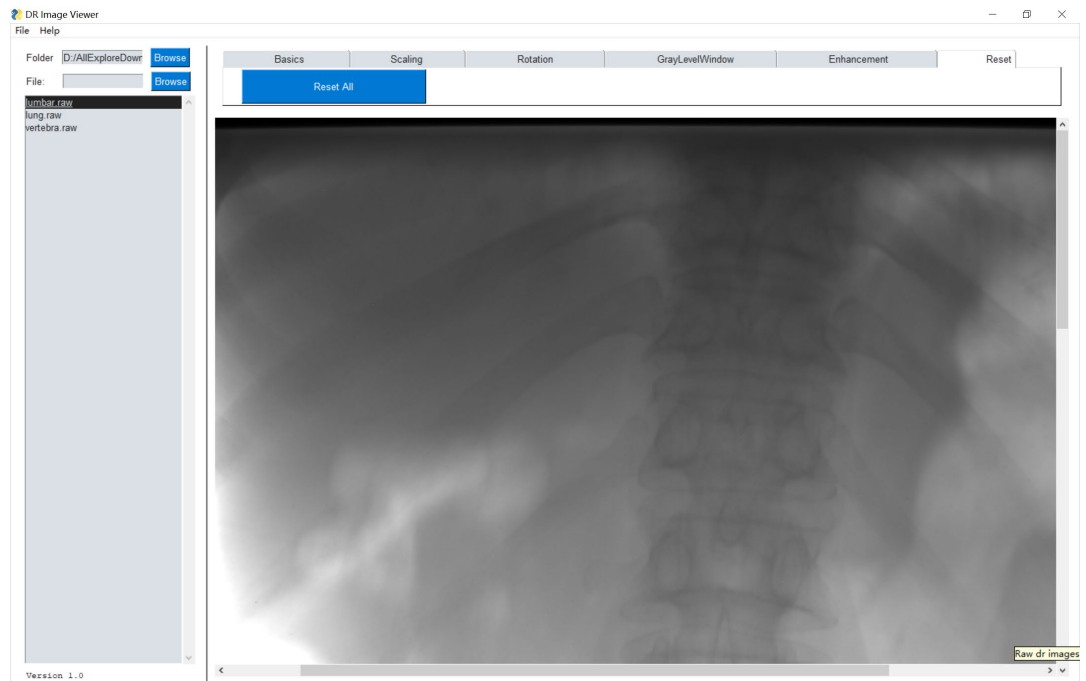 DR Image Viewer
File Help
Folder D:/AllExploreDowr Browse
File: Browse
Basics Scaling Rotation GrayLevelWindow Enhancement Reset
Reset All
lumbar.raw
lung.raw
vertebra.raw
Raw dr images
Version 1.0